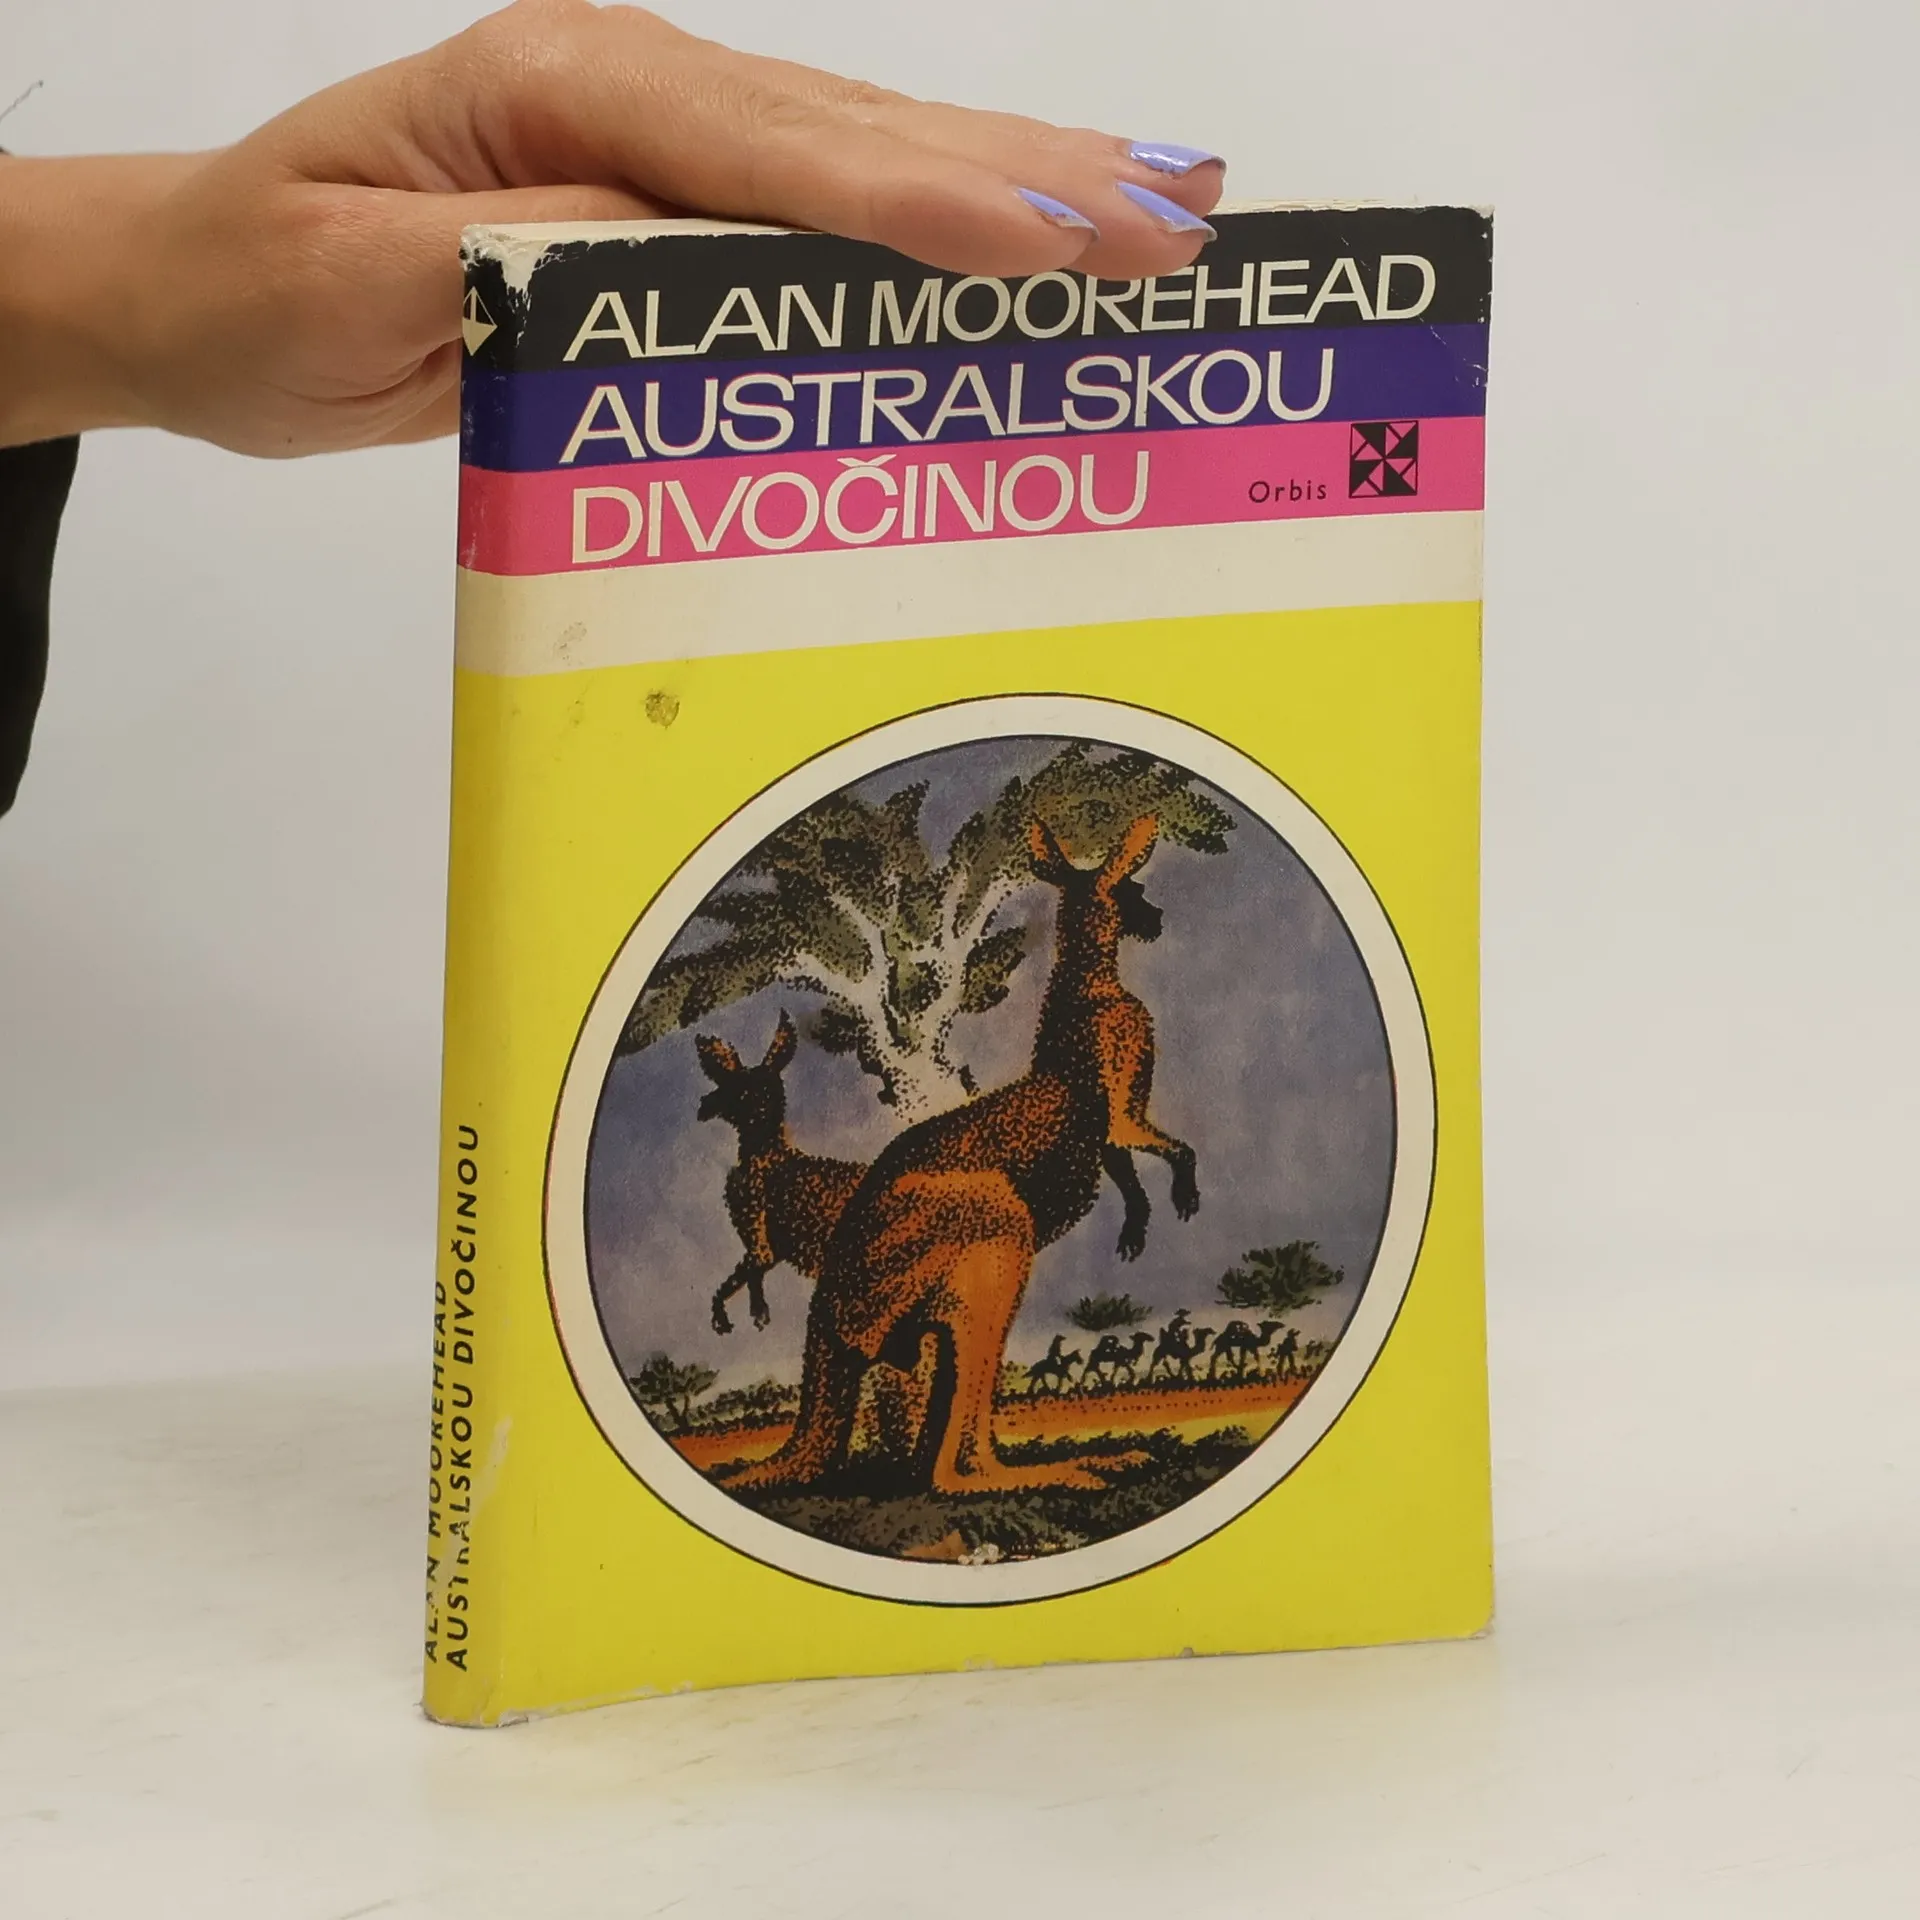 ALAN MOOREHEAD
AUSTRALSKOU
DIVOČINOU
Orbis
ALAN MOOREHEAD
AUSTRALSKOU DIVOČINOU